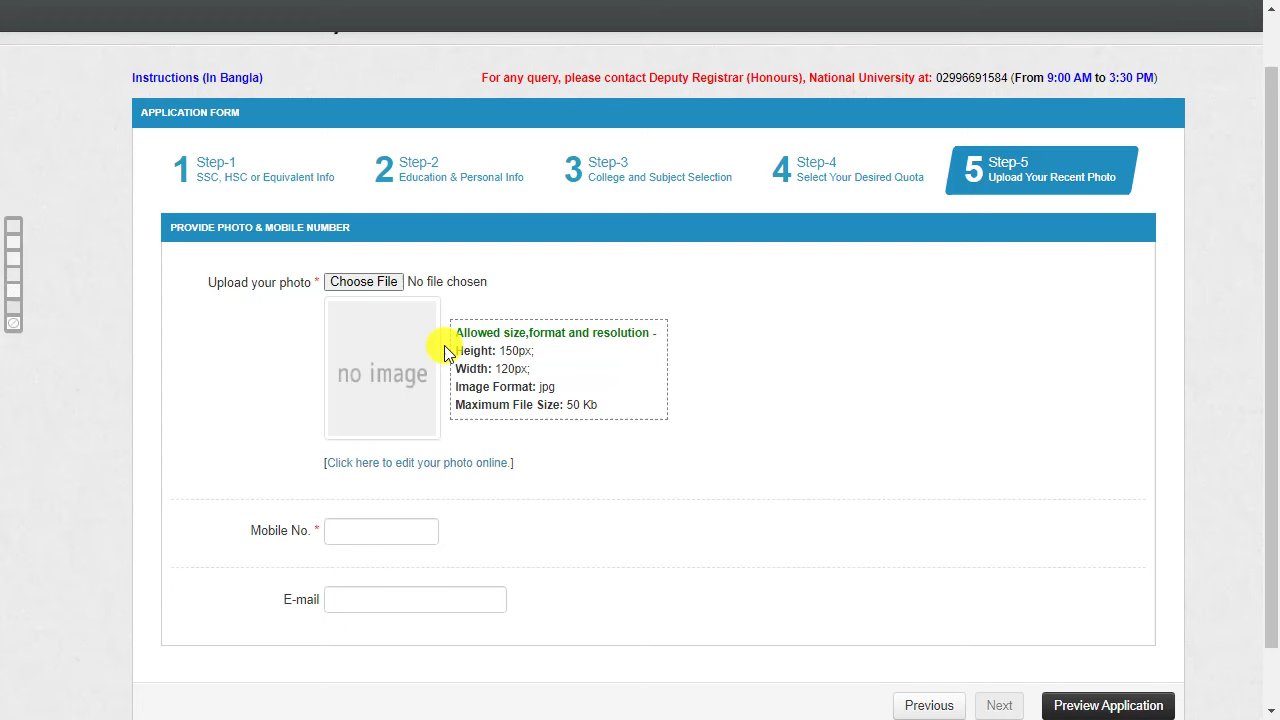 Instructions (In Bangla)
For any query, please contact Deputy Registrar (Honours), National University at: 02996691584 (From 9:00 AM to 3:30 PM)
APPLICATION FORM
1 Step-1
SSC, HSC or Equivalent Info
2 Step-2
Education & Personal Info
3 Step-3
College and Subject Selection
4 Step-4
Select Your Desired Quota
5 Step-5
Upload Your Recent Photo
PROVIDE PHOTO & MOBILE NUMBER
Upload your photo * Choose File No file chosen
no image
Allowed size,format and resolution -
Height: 150px;
Width: 120px;
Image Format: jpg
Maximum File Size: 50 Kb
[Click here to edit your photo online.]
Mobile No. *
E-mail
Previous
Next
Preview Application